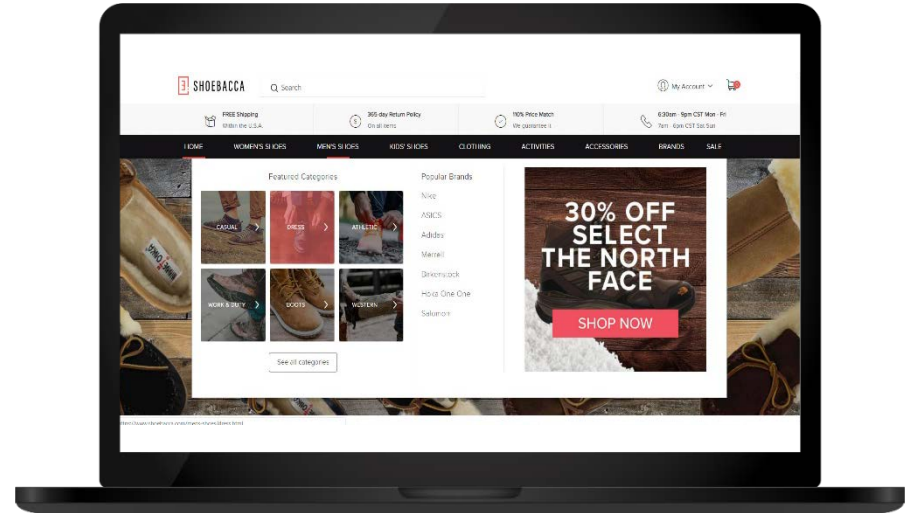 SHOEBACCA
Search
My Account
FREE Shipping
Within the U.S.A.
365-day Return Policy
On all items
110% Price Match
We guarantee it
6:30am - 9pm CST Mon - Fri
7am - 6pm CST Sat Sun
HOME WOMEN'S SHOES MEN'S SHOES KIDS' SHOES CLOTHING ACTIVITIES ACCESSORIES BRANDS SALE
Featured Categories
CASUAL
DRESS
ATHLETIC
WORK & DUTY
BOOTS
WESTERN
See all categories
Popular Brands
Nike
ASICS
Adidas
Merrell
Birkenstock
Hoka One One
Salomon
30% OFF
SELECT
THE NORTH
FACE
SHOP NOW